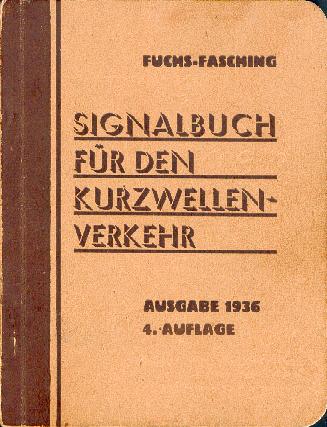 FUCHS-FASCHING
SIGNALBUCH
FÜR DEN
KURZWELLEN-
VERKEHR
AUSGABE 1936
4. AUFLAGE